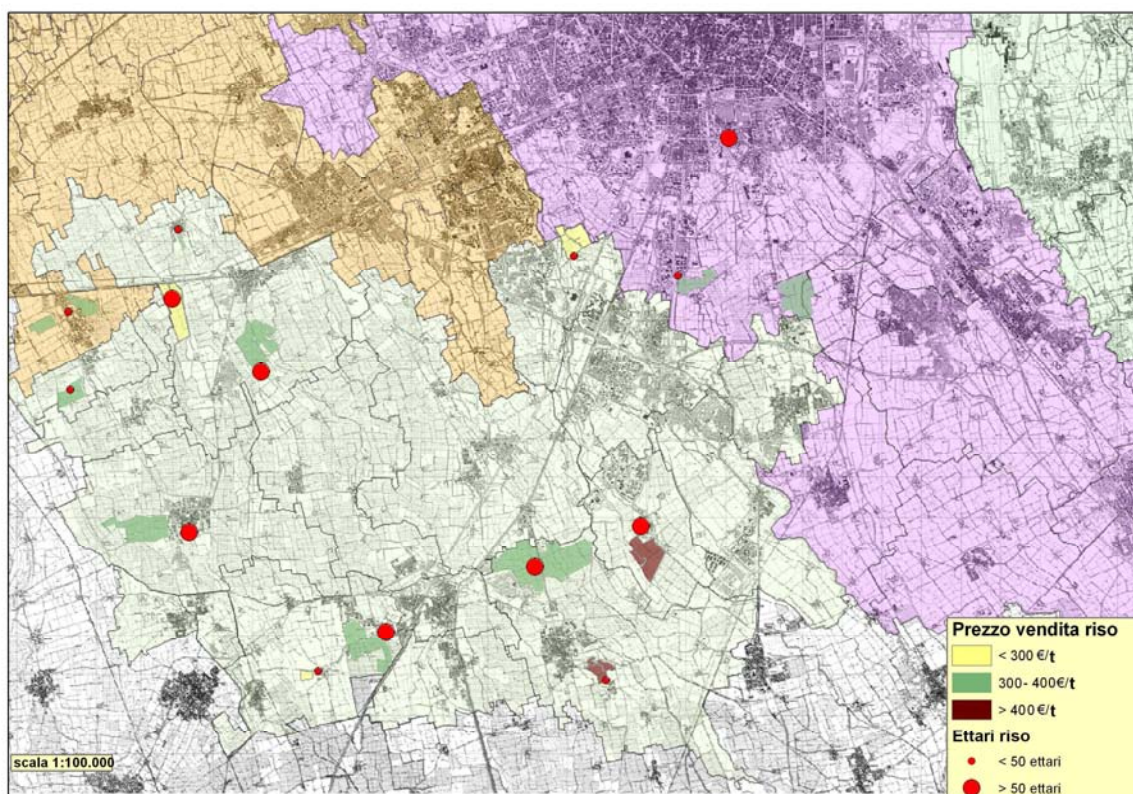 Prezzo vendita riso
< 300 €/t
300- 400€/t
> 400 €/t
Ettari riso
< 50 ettari
> 50 ettari
scala 1:100.000